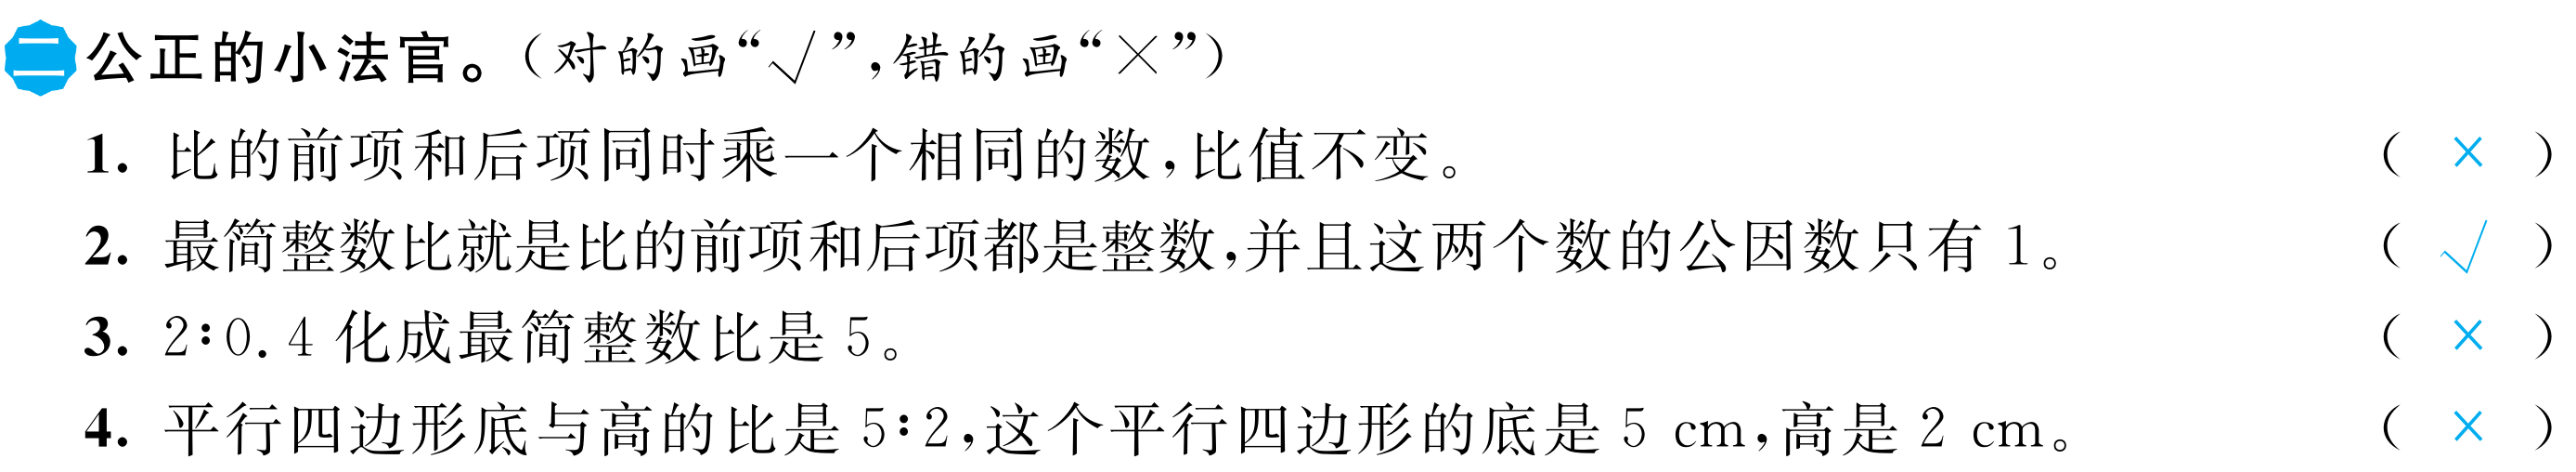 二 公正的小法官。(对的画“√”,错的画“×”)
1. 比的前项和后项同时乘一个相同的数,比值不变。 ( × )
2. 最简整数比就是比的前项和后项都是整数,并且这两个数的公因数只有 1。 ( √ )
3. 2∶0.4 化成最简整数比是 5。 ( × )
4. 平行四边形底与高的比是 5∶2,这个平行四边形的底是 5 cm,高是 2 cm。 ( × )